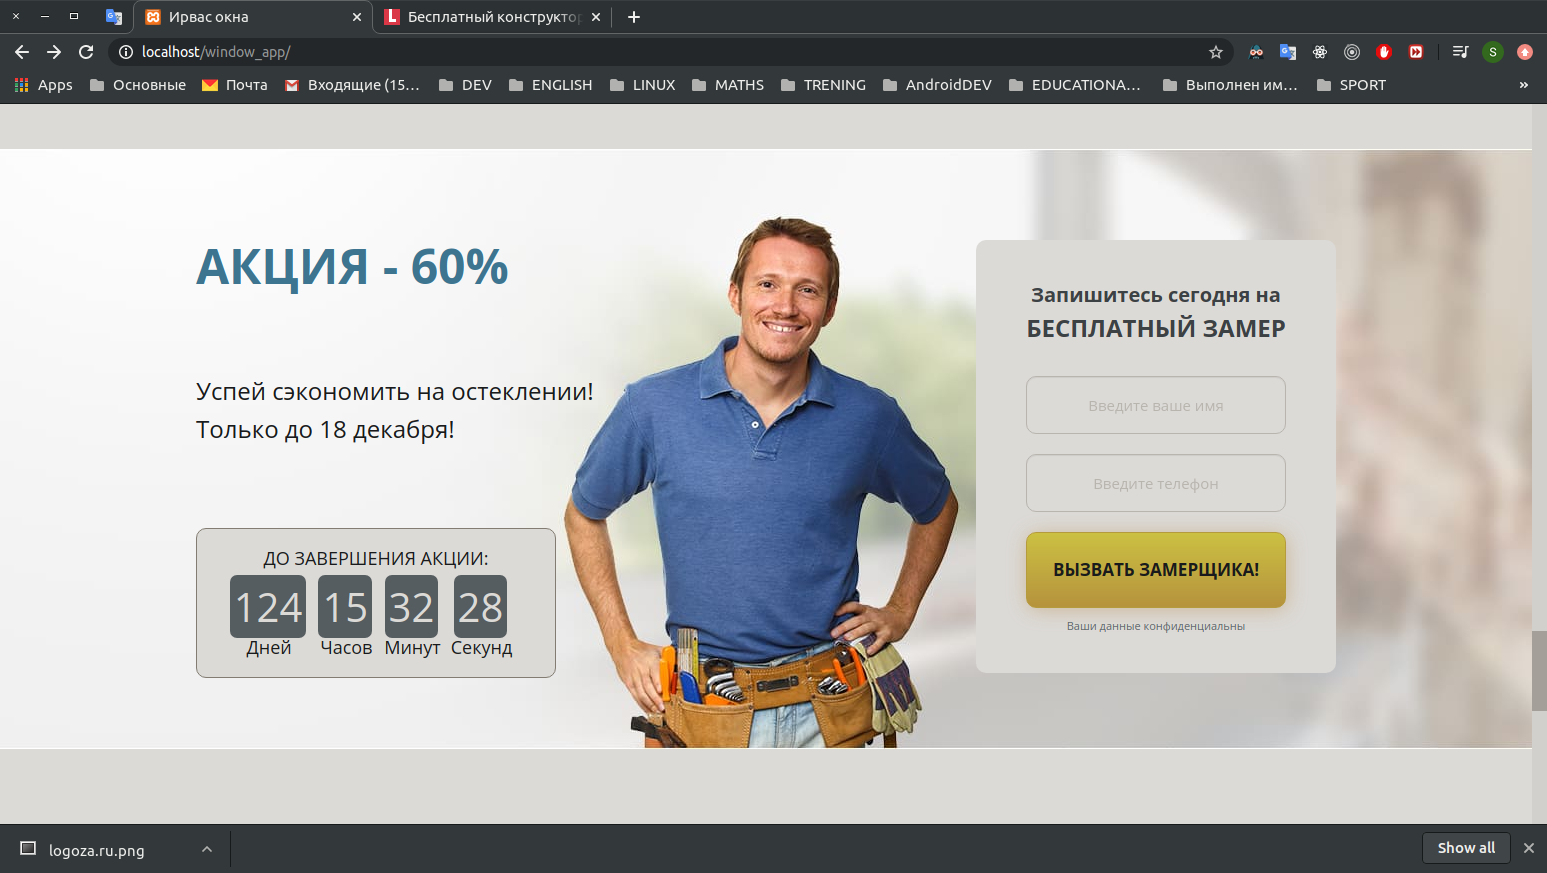 Ирвас окна
Бесплатный конструктор
localhost/window_app/
S
Apps
Основные
Почта
Входящие (15...
DEV
ENGLISH
LINUX
MATHS
TRENING
AndroidDEV
EDUCATIONA...
Выполнен им...
SPORT
»
АКЦИЯ - 60%
Успей сэкономить на остеклении!
Только до 18 декабря!
ДО ЗАВЕРШЕНИЯ АКЦИИ:
124 15 32 28
Дней Часов Минут Секунд
Запишитесь сегодня на
БЕСПЛАТНЫЙ ЗАМЕР
Введите ваше имя
Введите телефон
ВЫЗВАТЬ ЗАМЕРЩИКА!
Ваши данные конфиденциальны
logoza.ru.png
Show all